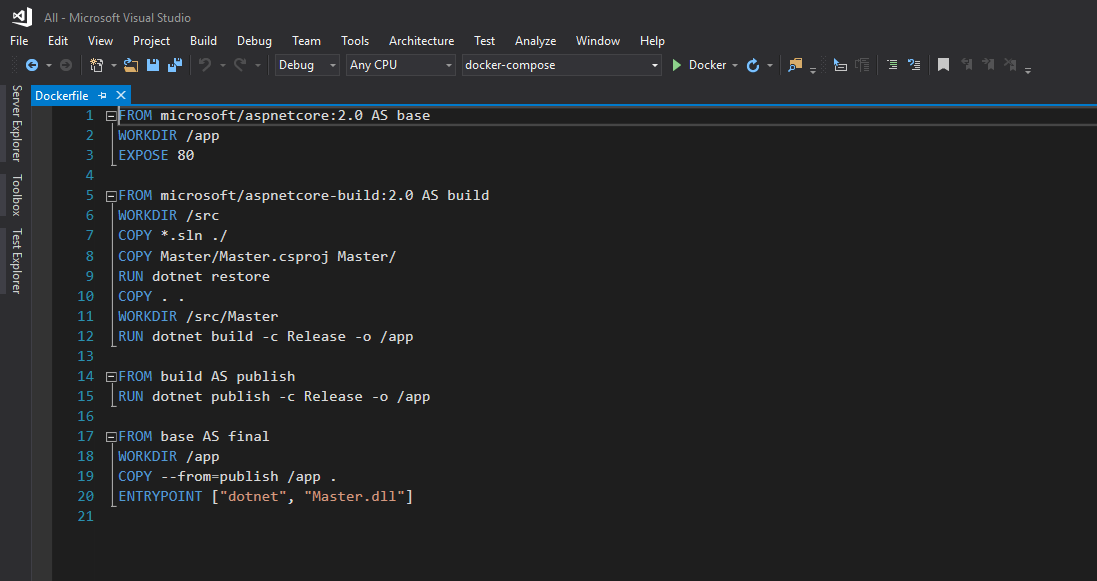 All - Microsoft Visual Studio
File Edit View Project Build Debug Team Tools Architecture Test Analyze Window Help
Debug Any CPU docker-compose Docker
Server Explorer
Toolbox
Test Explorer
Dockerfile
1 FROM microsoft/aspnetcore:2.0 AS base
2 WORKDIR /app
3 EXPOSE 80
4
5 FROM microsoft/aspnetcore-build:2.0 AS build
6 WORKDIR /src
7 COPY *.sln ./
8 COPY Master/Master.csproj Master/
9 RUN dotnet restore
10 COPY . .
11 WORKDIR /src/Master
12 RUN dotnet build -c Release -o /app
13
14 FROM build AS publish
15 RUN dotnet publish -c Release -o /app
16
17 FROM base AS final
18 WORKDIR /app
19 COPY --from=publish /app .
20 ENTRYPOINT ["dotnet", "Master.dll"]
21